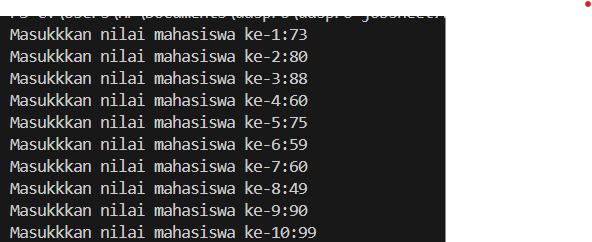 Masukkkan nilai mahasiswa ke-1:73
Masukkkan nilai mahasiswa ke-2:80
Masukkkan nilai mahasiswa ke-3:88
Masukkkan nilai mahasiswa ke-4:60
Masukkkan nilai mahasiswa ke-5:75
Masukkkan nilai mahasiswa ke-6:59
Masukkkan nilai mahasiswa ke-7:60
Masukkkan nilai mahasiswa ke-8:49
Masukkkan nilai mahasiswa ke-9:90
Masukkkan nilai mahasiswa ke-10:99